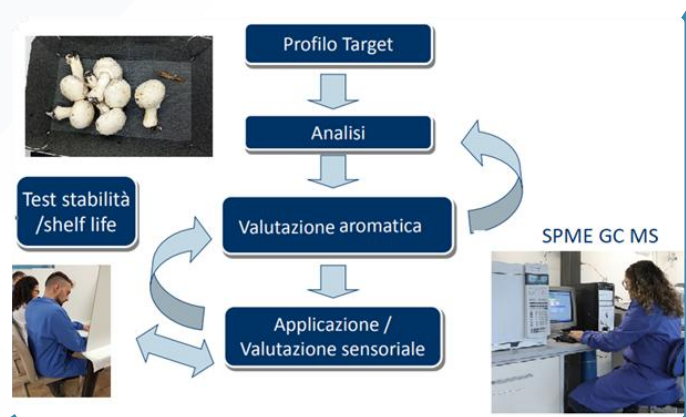 Profilo Target
Analisi
Test stabilità
/shelf life
Valutazione aromatica
SPME GC MS
Applicazione /
Valutazione sensoriale